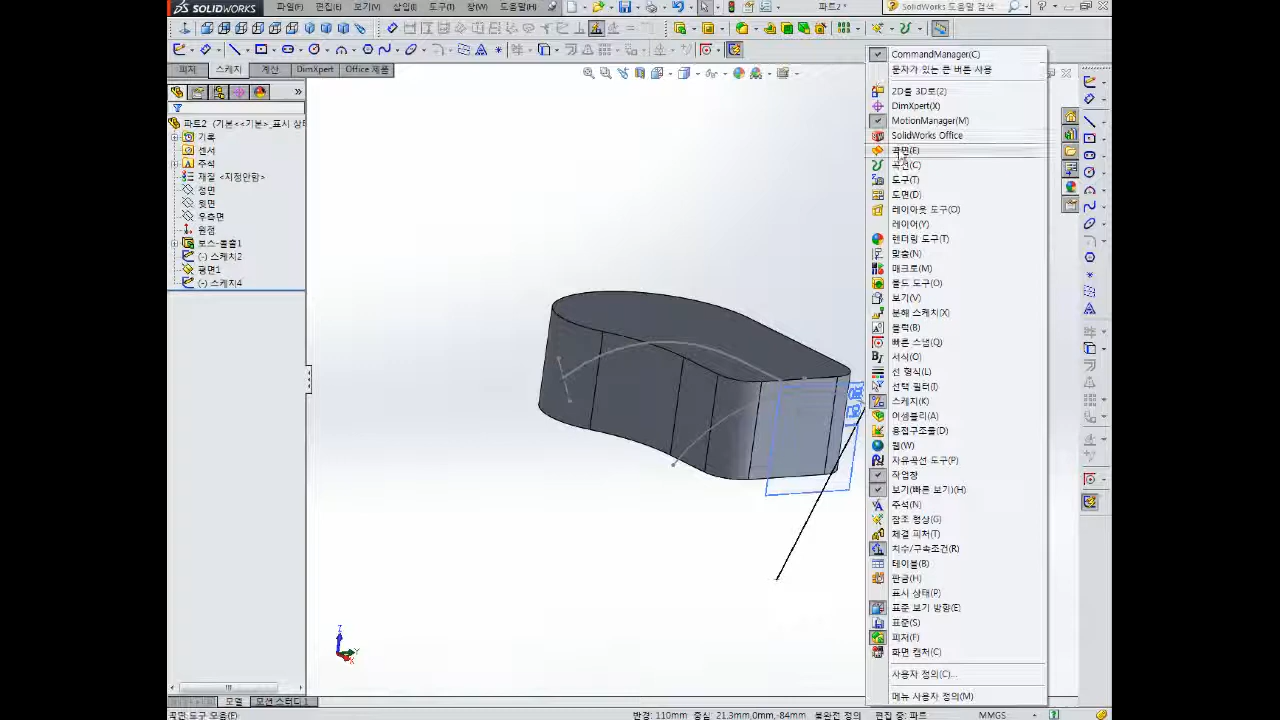 SOLIDWORKS 파일(F) 편집(E) 보기(V) 삽입(I) 도구(T) 창(W) 도움말(H) 파트2 * SolidWorks 도움말 검색
피처 스케치 계산 DimXpert Office 제품
파트2 (기본<<기본>_표시 상태
기록
센서
주석
재질 <지정안함>
정면
윗면
우측면
원점
보스-돌출1
(-) 스케치2
평면1
(-) 스케치4
CommandManager(C)
문자가 있는 큰 버튼 사용
2D를 3D로(2)
DimXpert(X)
MotionManager(M)
SolidWorks Office
곡면(E)
곡선(C)
도구(T)
도면(D)
레이아웃 도구(O)
레이어(Y)
렌더링 도구(T)
맞춤(N)
매크로(M)
몰드 도구(O)
보기(V)
분해 스케치(X)
블럭(B)
빠른 스냅(Q)
서식(O)
선 형식(L)
선택 필터(I)
스케치(K)
어셈블리(A)
용접구조물(D)
웹(W)
자유곡선 도구(P)
작업창
보기(빠른 보기)(H)
주석(N)
참조 형상(G)
체결 피처(T)
치수/구속조건(R)
테이블(B)
판금(H)
표시 상태(P)
표준 보기 방향(E)
표준(S)
피처(F)
화면 캡처(C)
사용자 정의(C)...
메뉴 사용자 정의(M)
Z
Y
X
모델 모션 스터디 1
곡면 도구 모음(E) 반경: 110mm 중심: 21.3mm,0mm,-84mm 불완전 정의 편집 중: 파트 MMGS